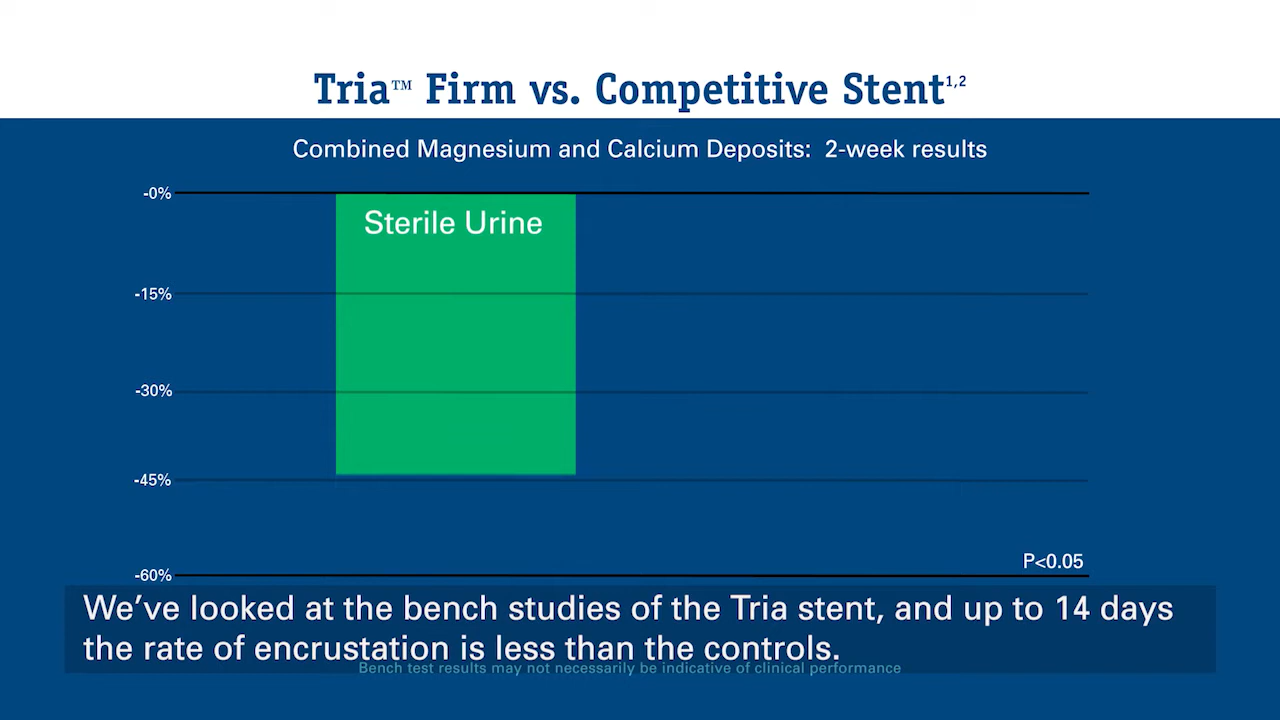 Tria™ Firm vs. Competitive Stent1,2
Combined Magnesium and Calcium Deposits: 2-week results
-0%
Sterile Urine
-15%
-30%
-45%
P<0.05
-60%
We’ve looked at the bench studies of the Tria stent, and up to 14 days
the rate of encrustation is less than the controls.
Bench test results may not necessarily be indicative of clinical performance